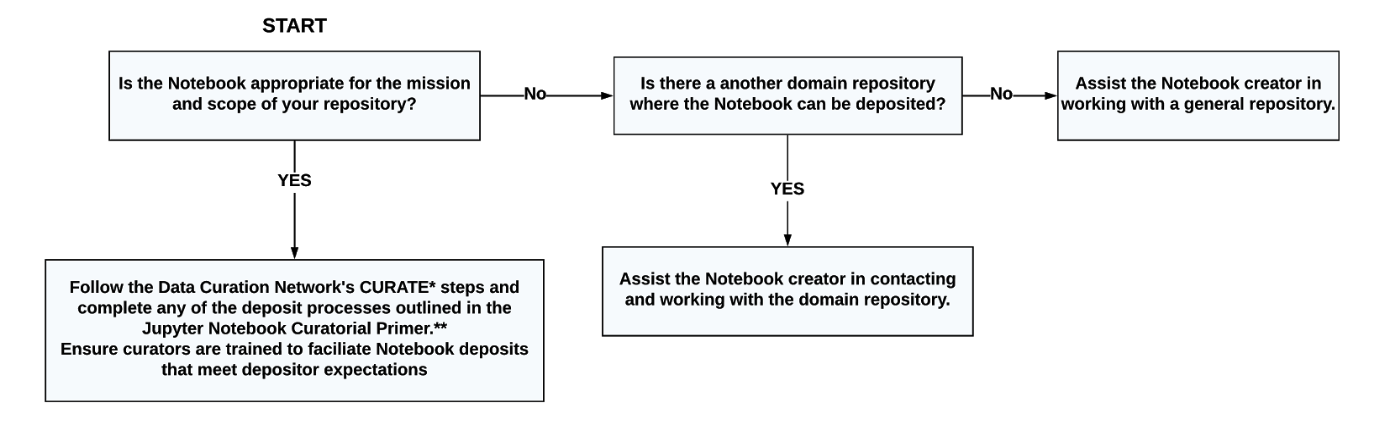 START
Is the Notebook appropriate for the mission
and scope of your repository?
No
Is there a another domain repository
where the Notebook can be deposited?
No
Assist the Notebook creator in
working with a general repository.
YES
YES
Follow the Data Curation Network's CURATE* steps and
complete any of the deposit processes outlined in the
Jupyter Notebook Curatorial Primer.**
Ensure curators are trained to faciliate Notebook deposits
that meet depositor expectations
Assist the Notebook creator in contacting
and working with the domain repository.